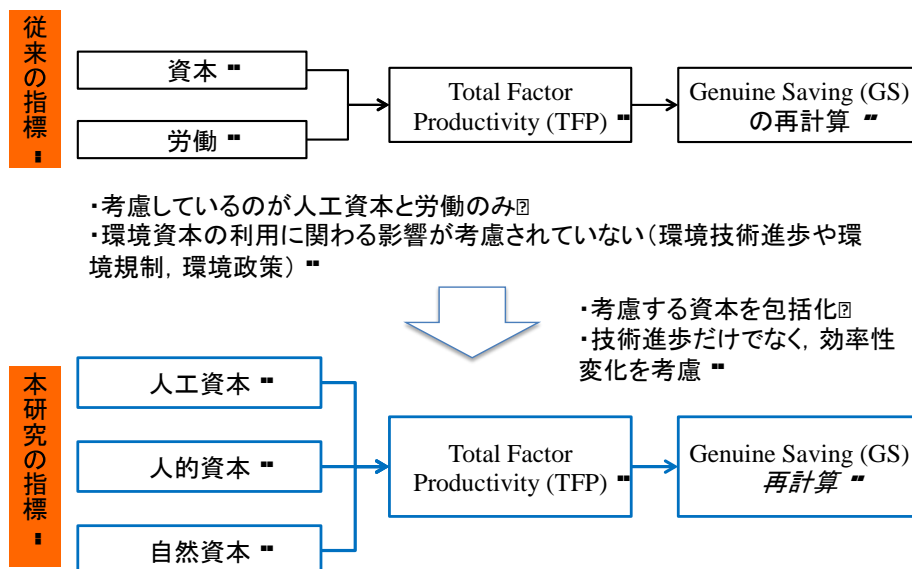 従来の指標
資本
労働
Total Factor
Productivity (TFP)
Genuine Saving (GS)
の再計算
・考慮しているのが人工資本と労働のみ
・環境資本の利用に関わる影響が考慮されていない（環境技術進歩や環
境規制, 環境政策）
・考慮する資本を包括化
・技術進歩だけでなく, 効率性
変化を考慮
本研究の指標
人工資本
人的資本
自然資本
Total Factor
Productivity (TFP)
Genuine Saving (GS)
再計算